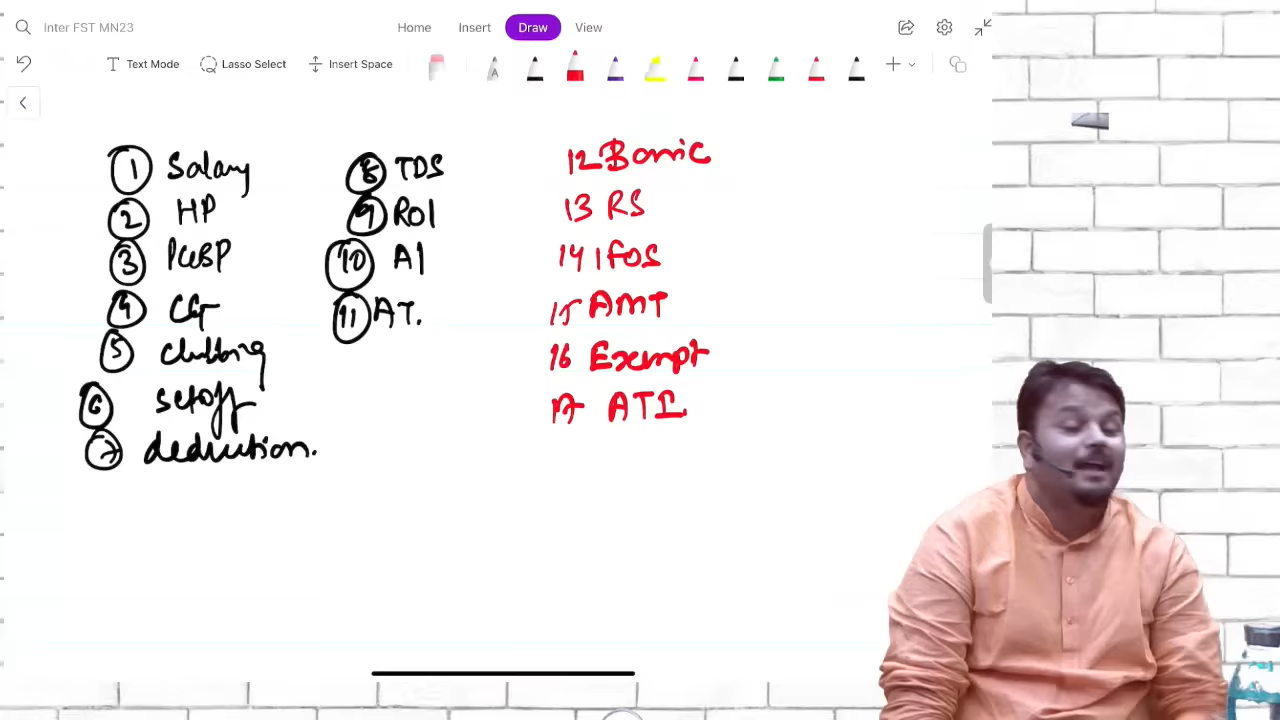 Inter FST MN23
Home Insert Draw View
Text Mode Lasso Select Insert Space
1 Salary
2 HP
3 PGBP
4 CG
5 clubbing
6 setoff
7 deduction.
8 TDS
9 ROI
10 AI
11 AT.
12 Basic
13 RS
14 IFOS
15 AMT
16 Exempt
17 ATI